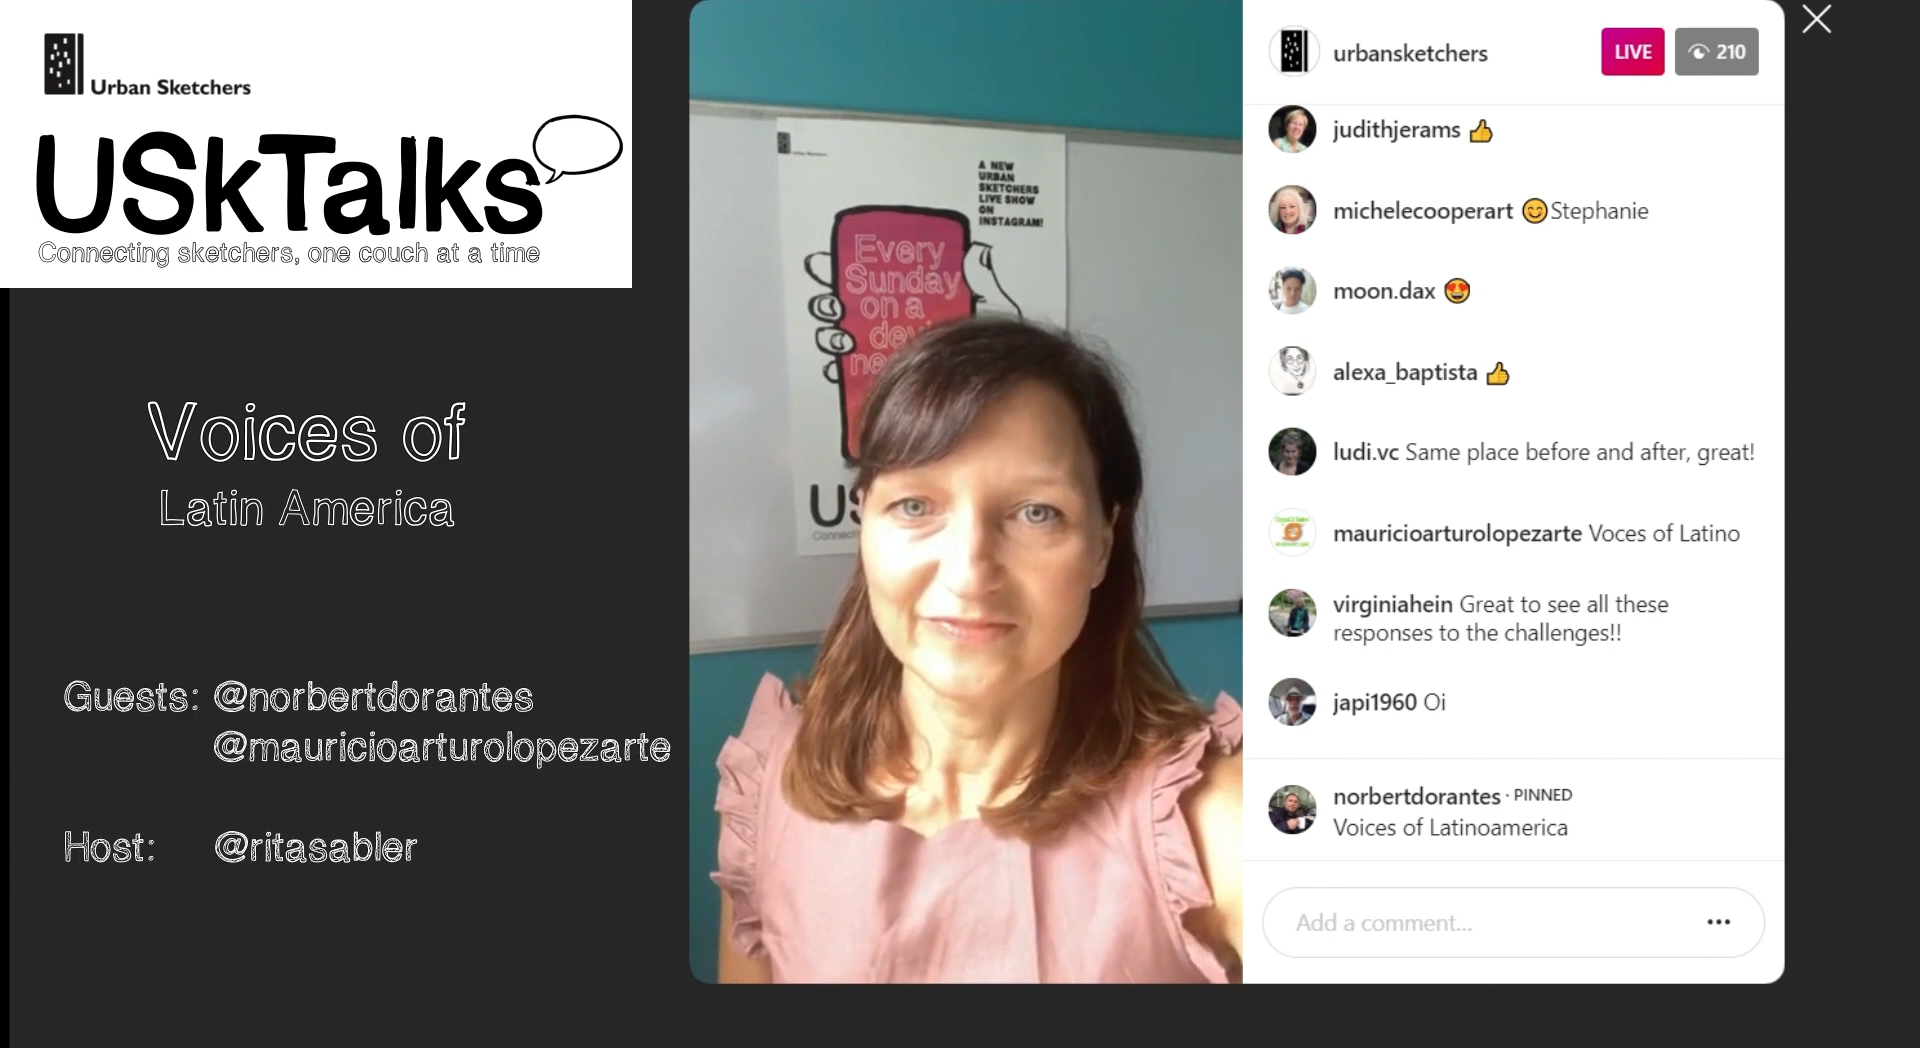 Urban Sketchers
USkTalks
Connecting sketchers, one couch at a time
Voices of
Latin America
Guests: @norbertdorantes
@mauricioarturolopezarte
Host: @ritasabler
A NEW
URBAN
SKETCHERS
LIVE SHOW
ON
INSTAGRAM!
Every
Sunday
on a
urbansketchers
LIVE
210
judithjerams 👍
michelecooperart 😊Stephanie
moon.dax 😍
alexa_baptista 👍
ludi.vc Same place before and after, great!
mauricioarturolopezarte Voces of Latino
virginiahein Great to see all these
responses to the challenges!!
japi1960 Oi
norbertdorantes · PINNED
Voices of Latinoamerica
Add a comment...